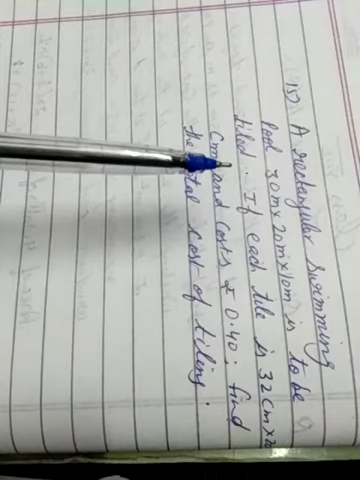 15) A rectangular swimming
Pool 30m x 20m x 10m is to be
tiled. If each tile is 32cm x 20
cm and costs ₤ 0.40. find
the total cost of tiling.